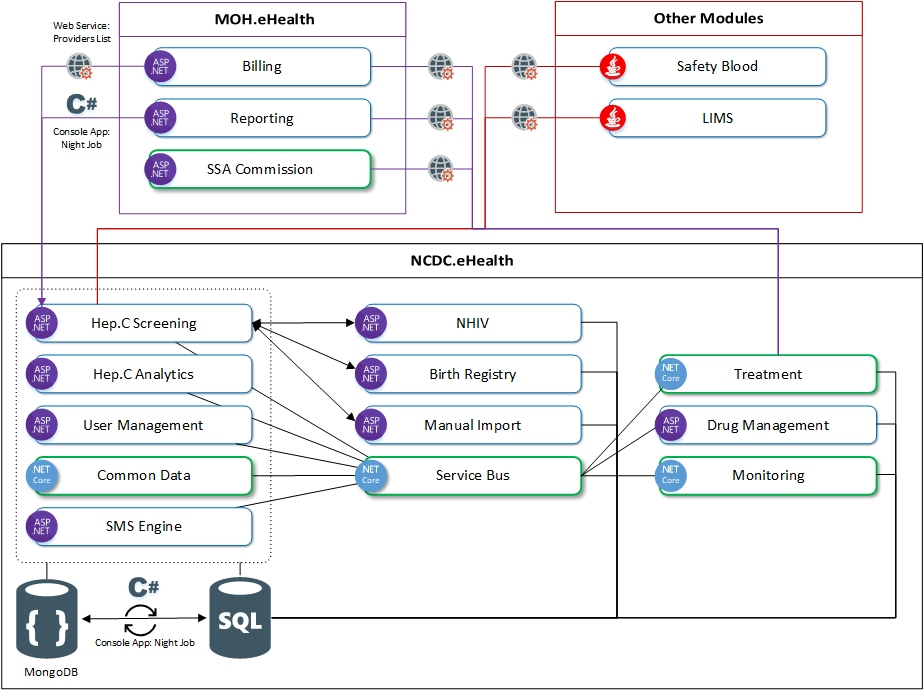 Web Service:
Providers List
MOH.eHealth
Other Modules
ASP
.NET
Billing
Safety Blood
C#
ASP
.NET
Reporting
LIMS
Console App:
Night Job
ASP
.NET
SSA Commission
NCDC.eHealth
ASP
.NET
Hep.C Screening
ASP
.NET
NHIV
ASP
.NET
Hep.C Analytics
ASP
.NET
Birth Registry
.NET
Core
Treatment
ASP
.NET
User Management
ASP
.NET
Manual Import
ASP
.NET
Drug Management
.NET
Core
Common Data
.NET
Core
Service Bus
.NET
Core
Monitoring
ASP
.NET
SMS Engine
C#
{ }
SQL
Console App: Night Job
MongoDB